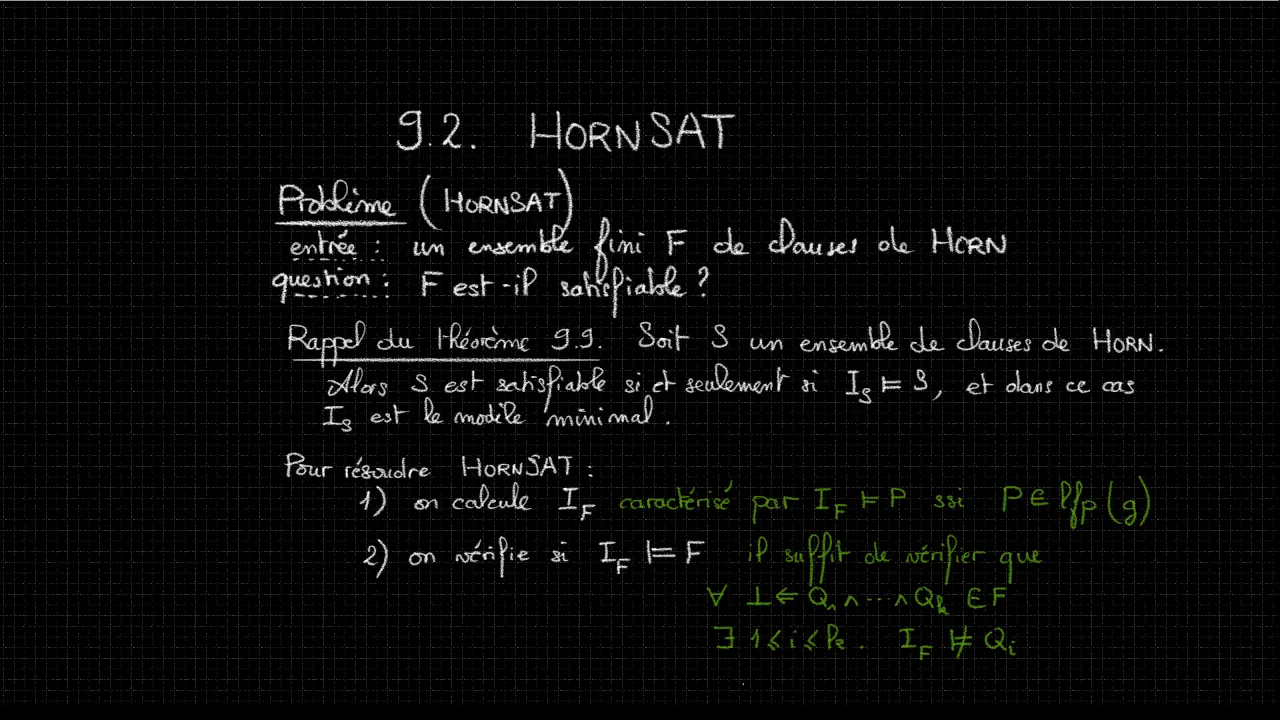 9.2. HORNSAT
Problème (HORNSAT)
entrée : un ensemble fini F de clauses de HORN
question : F est-il satisfiable ?
Rappel du théorème 9.9. Soit S un ensemble de clauses de HORN.
Alors S est satisfiable si et seulement si I_S ⊨ S, et dans ce cas
I_S est le modèle minimal.
Pour résoudre HORNSAT :
1) on calcule I_F caractérisé par I_F ⊨ P ssi P ∈ lfp(g)
2) on vérifie si I_F ⊨ F il suffit de vérifier que
∀ ⊥ ⇐ Q_1 ∧ ··· ∧ Q_k ∈ F
∃ 1 ⩽ i ⩽ k. I_F ⊭ Q_i